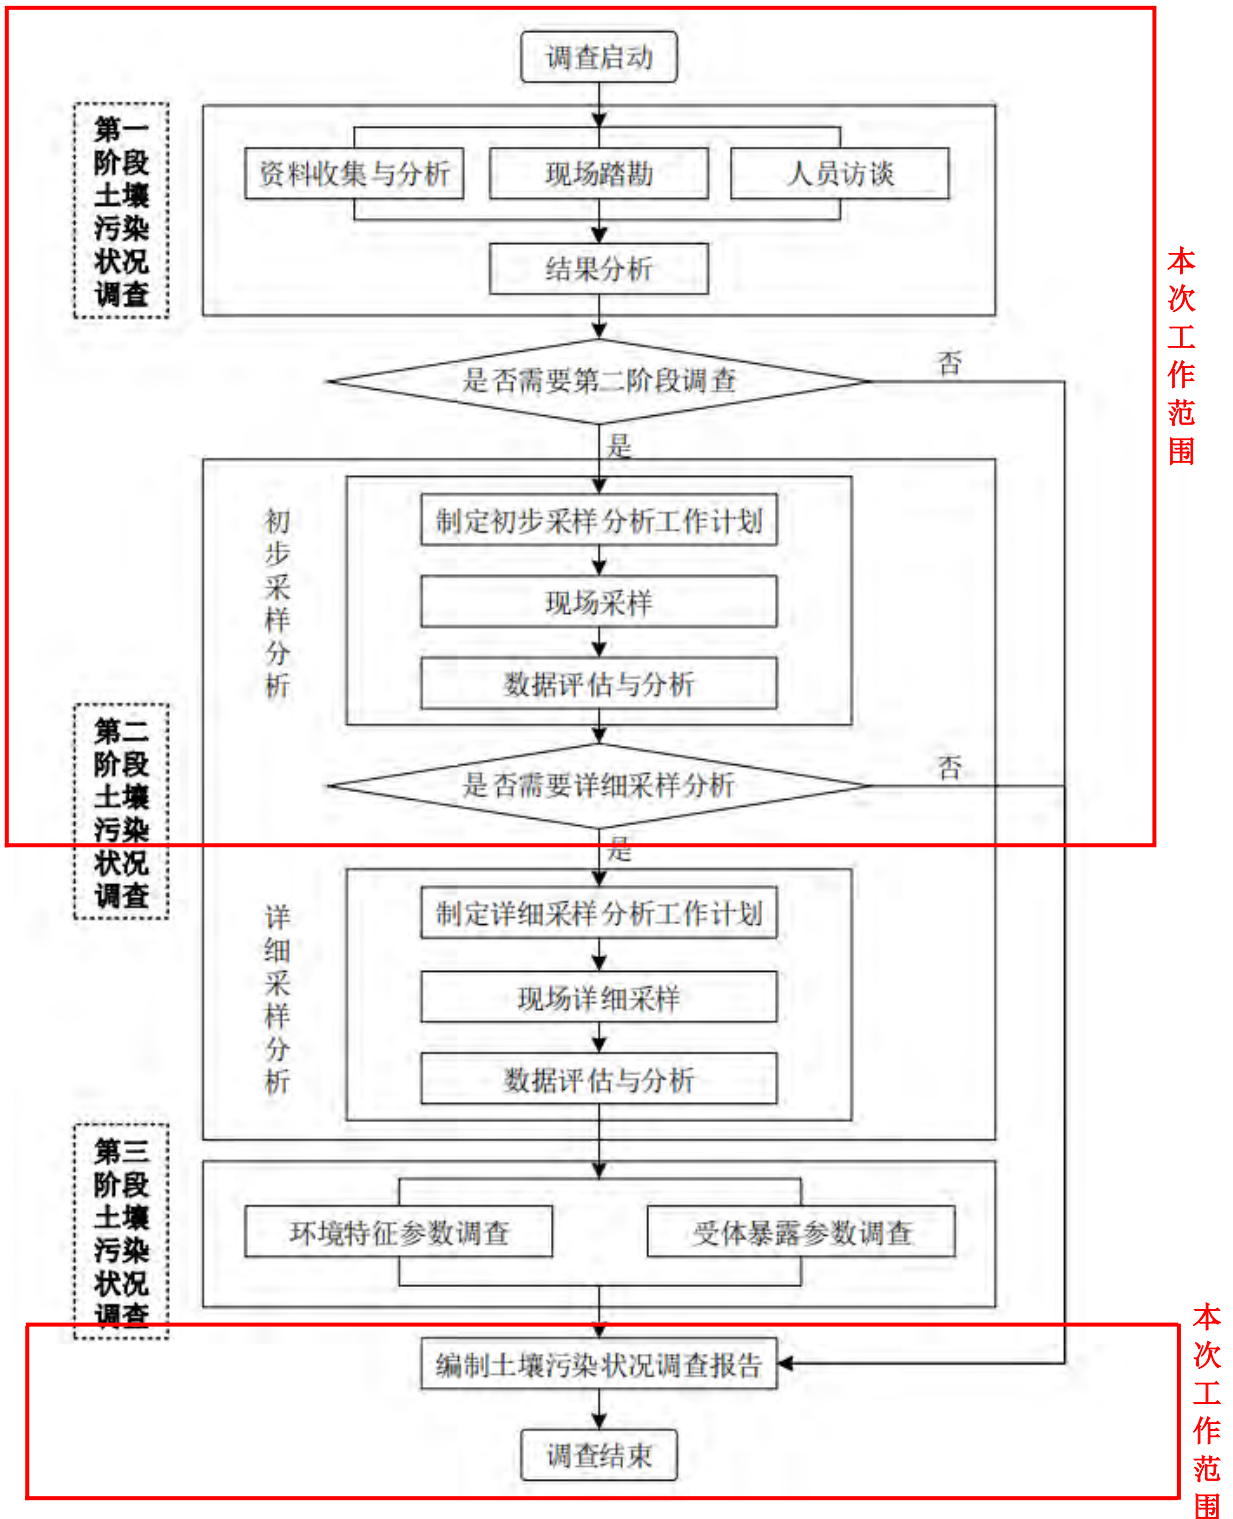 调查启动
第一
阶段
土壤
污染
状况
调查
资料收集与分析
现场踏勘
人员访谈
结果分析
本次工作范围
是否需要第二阶段调查
否
是
初步采样分析
制定初步采样分析工作计划
现场采样
数据评估与分析
第二
阶段
土壤
污染
状况
调查
是否需要详细采样分析
否
是
详细采样分析
制定详细采样分析工作计划
现场详细采样
数据评估与分析
第三
阶段
土壤
污染
状况
调查
环境特征参数调查
受体暴露参数调查
本次工作范围
编制土壤污染状况调查报告
调查结束